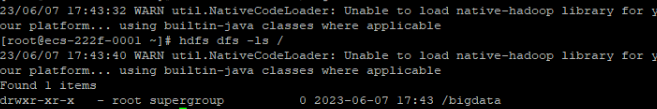 23/06/07 17:43:32 WARN util.NativeCodeLoader: Unable to load native-hadoop library for y
our platform... using builtin-java classes where applicable
[root@ecs-222f-0001 ~]# hdfs dfs -ls /
23/06/07 17:43:40 WARN util.NativeCodeLoader: Unable to load native-hadoop library for y
our platform... using builtin-java classes where applicable
Found 1 items
drwxr-xr-x   - root supergroup          0 2023-06-07 17:43 /bigdata